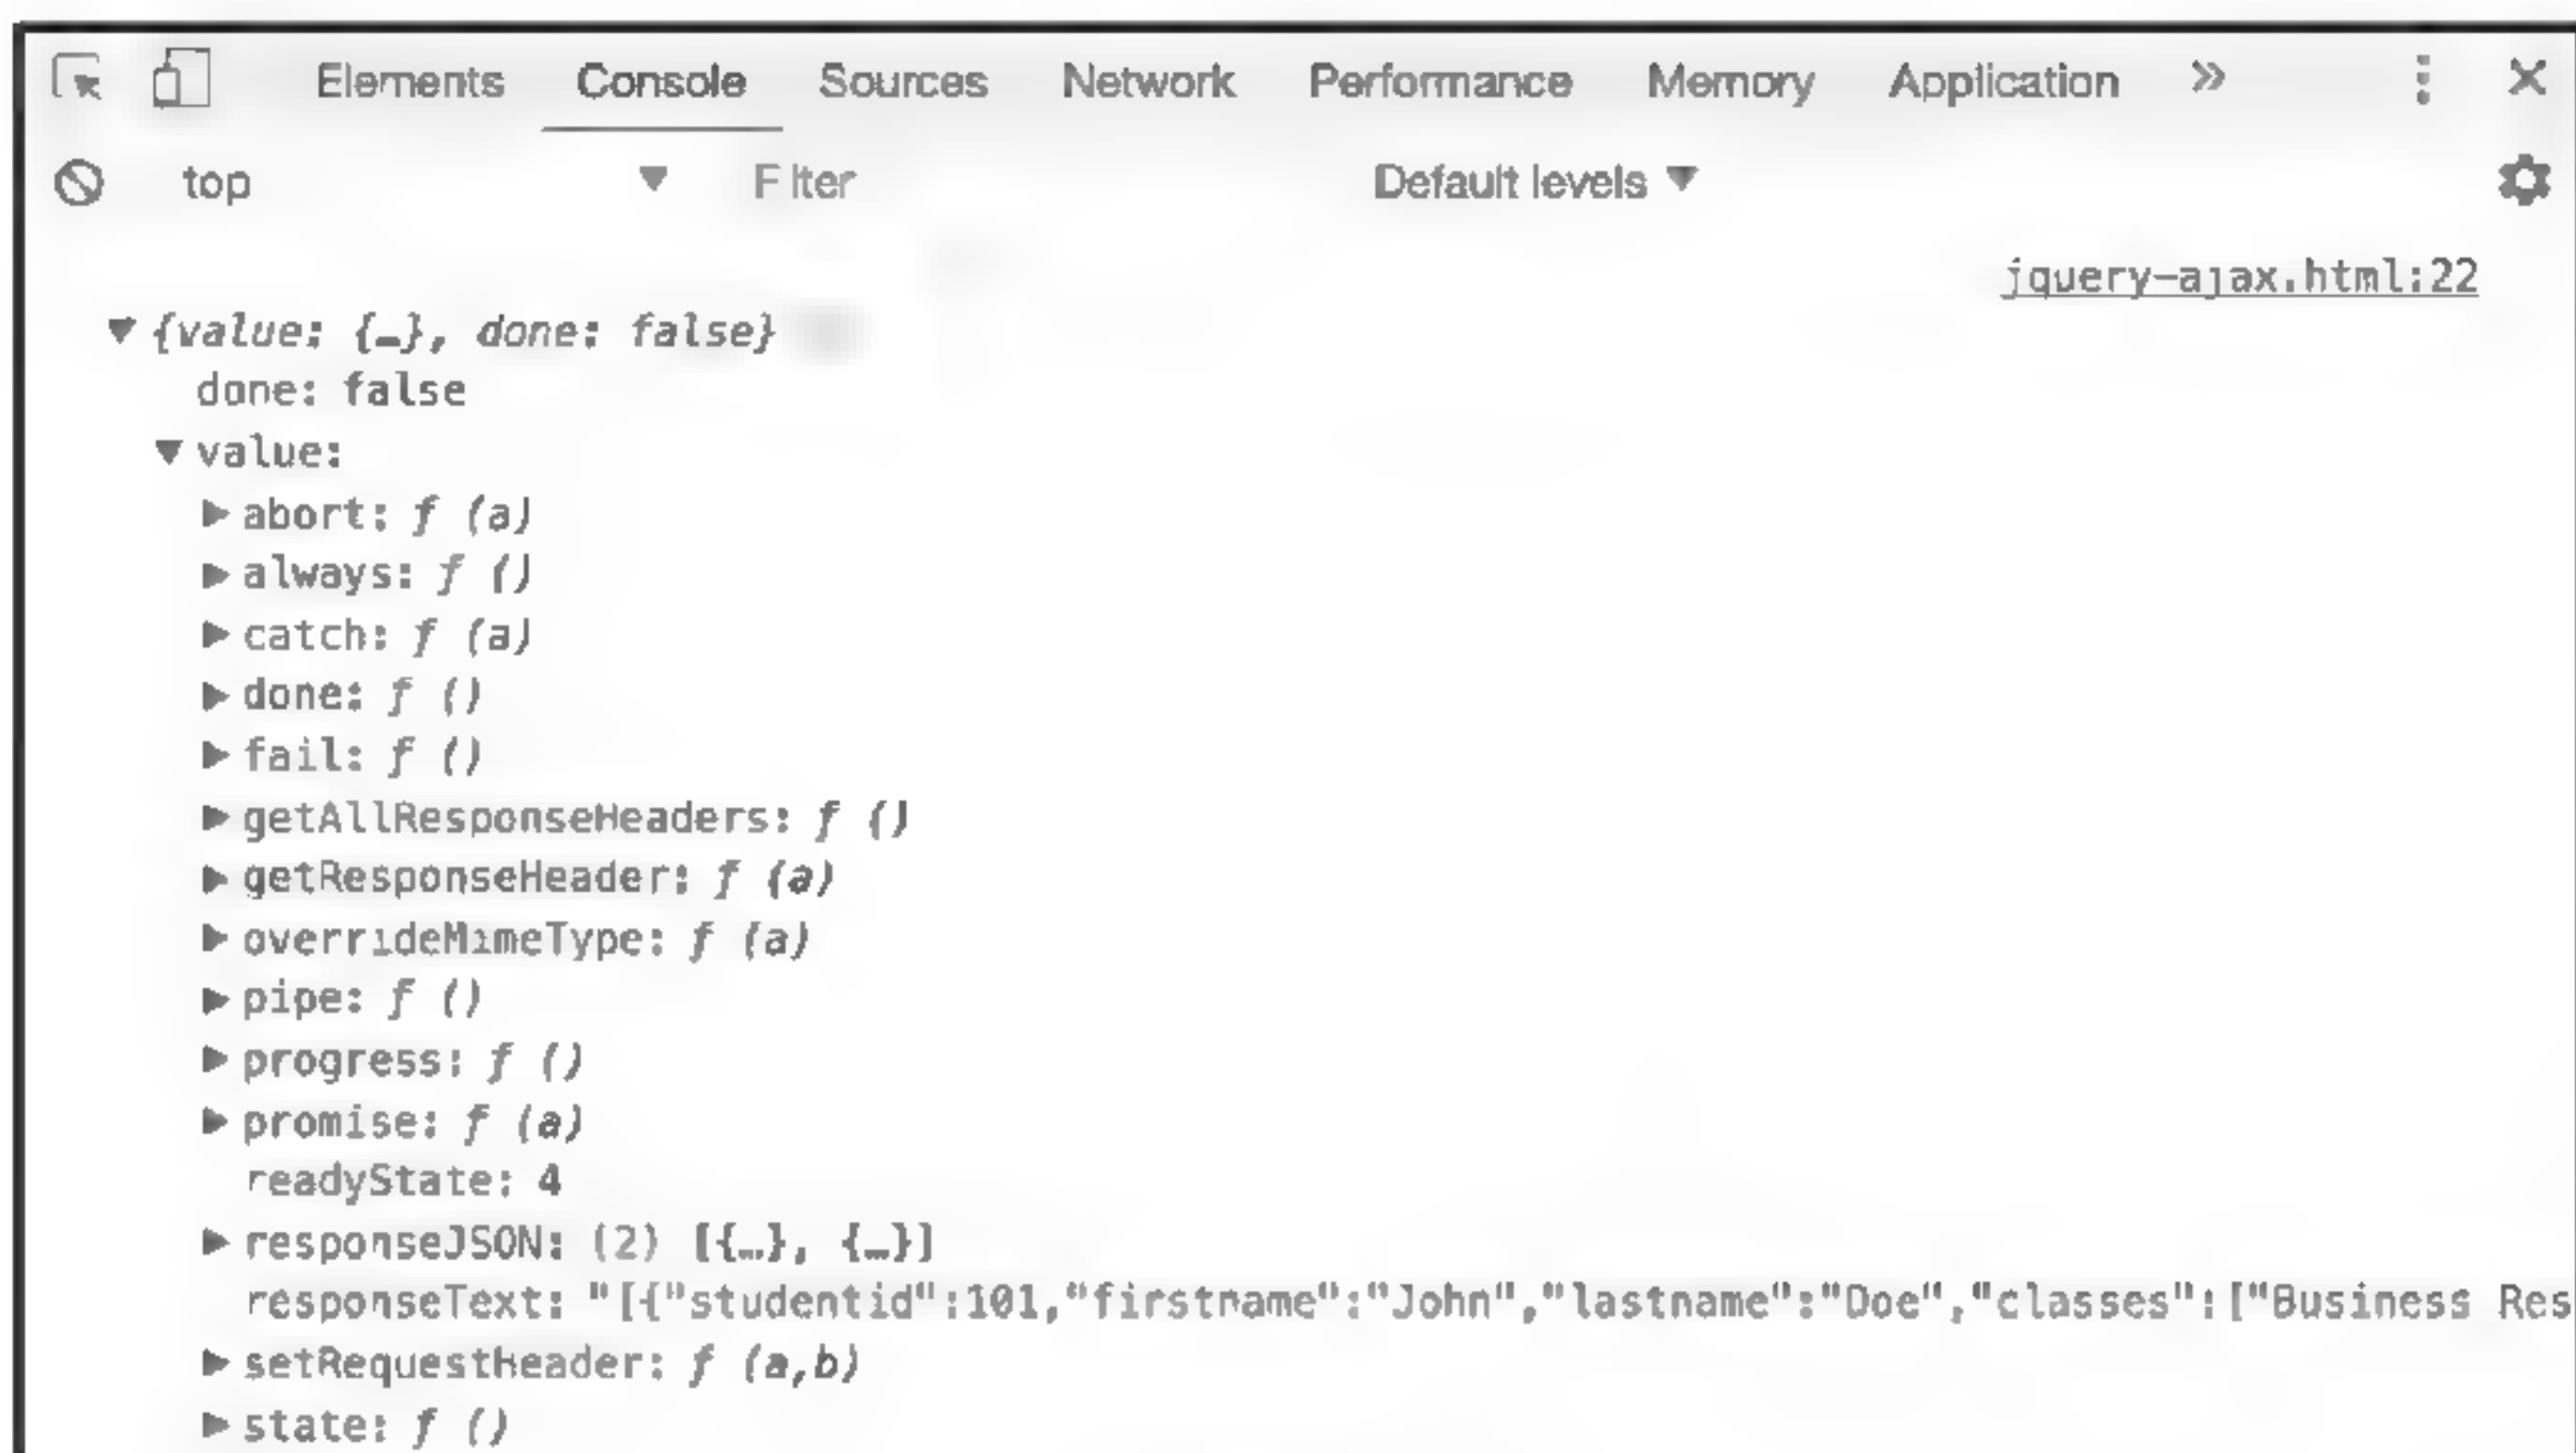 Elements Console Sources Network Performance Memory Application »
top Filter Default levels
jquery-ajax.html:22
{value: {…}, done: false}
done: false
value:
abort: ƒ (a)
always: ƒ ()
catch: ƒ (a)
done: ƒ ()
fail: ƒ ()
getAllResponseHeaders: ƒ ()
getResponseHeader: ƒ (a)
overrideMimeType: ƒ (a)
pipe: ƒ ()
progress: ƒ ()
promise: ƒ (a)
readyState: 4
responseJSON: (2) [{…}, {…}]
responseText: "[{"studentid":101,"firstname":"John","lastname":"Doe","classes":["Business Res
setRequestHeader: ƒ (a,b)
state: ƒ ()